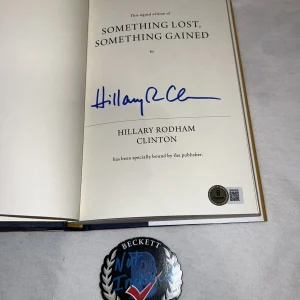 This signed edition of
SOMETHING LOST,
SOMETHING GAINED
by
HILLARY RODHAM
CLINTON
has been specially bound by the publisher.
BECKETT
Not